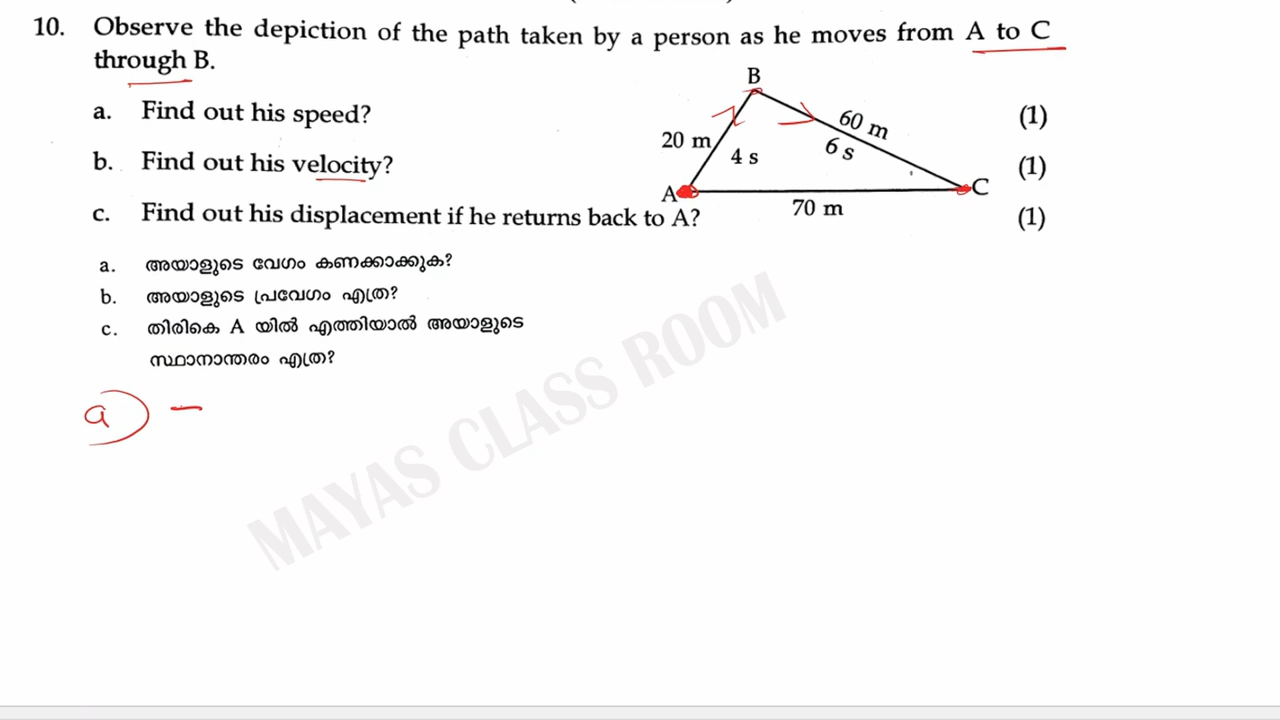 10. Observe the depiction of the path taken by a person as he moves from A to C
through B.
B
a. Find out his speed? (1)
20 m
60 m
4 s
6 s
b. Find out his velocity? (1)
A
C
70 m
c. Find out his displacement if he returns back to A? (1)
a. അയാളുടെ വേഗം കണക്കാക്കുക?
b. അയാളുടെ പ്രവേഗം എത്ര?
c. തിരികെ A യിൽ എത്തിയാൽ അയാളുടെ
സ്ഥാനാന്തരം എത്ര?
a) –
MAYAS CLASS ROOM